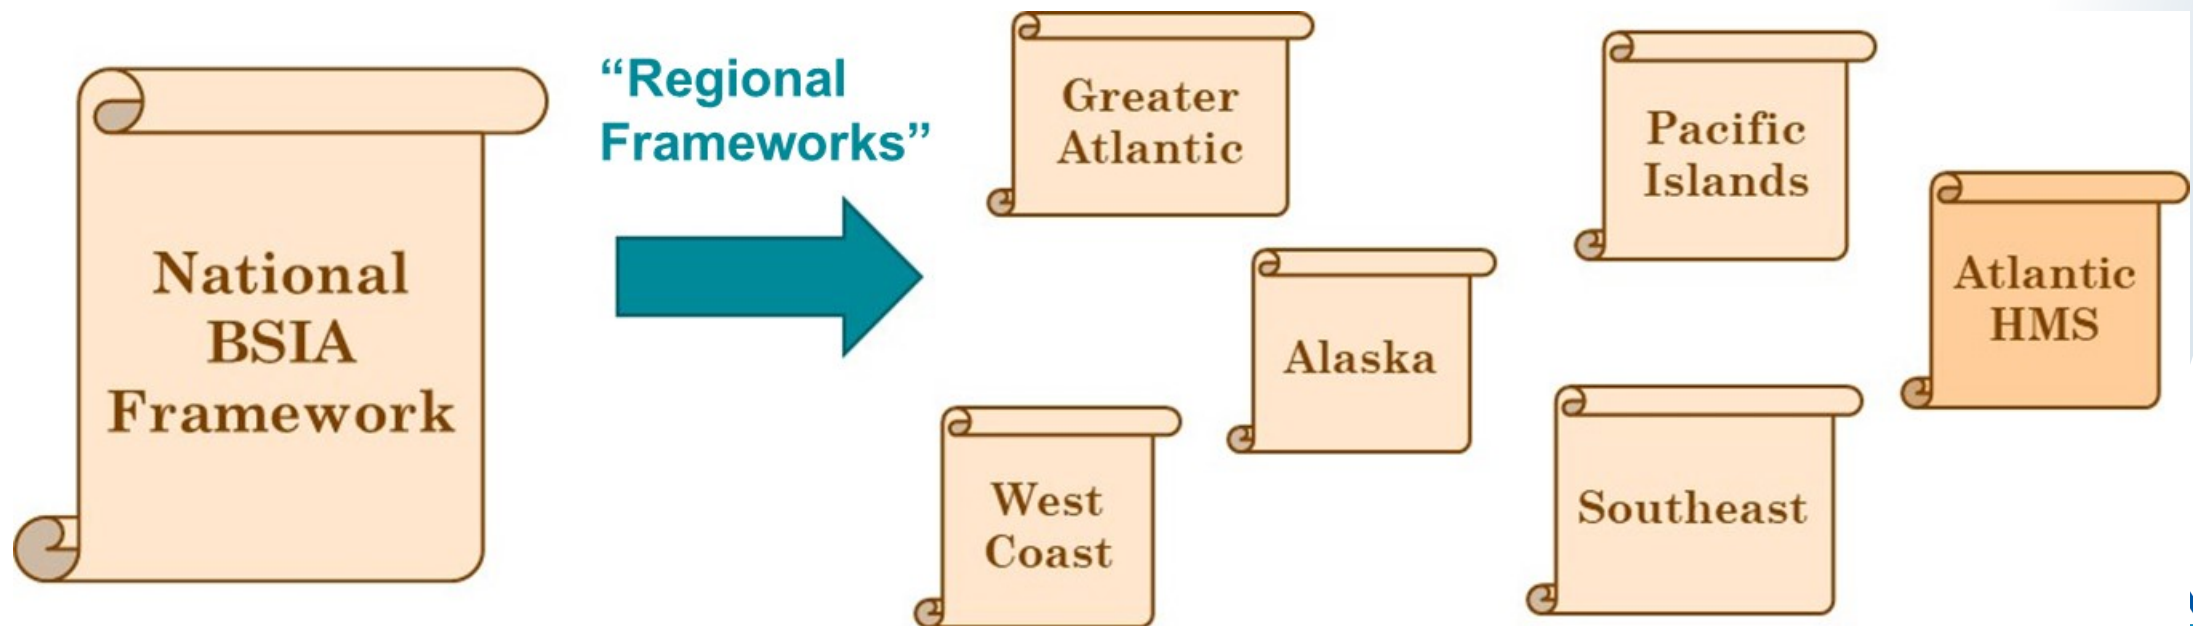 National
BSIA
Framework
“Regional
Frameworks”
Greater
Atlantic
Pacific
Islands
Atlantic
HMS
Alaska
West
Coast
Southeast